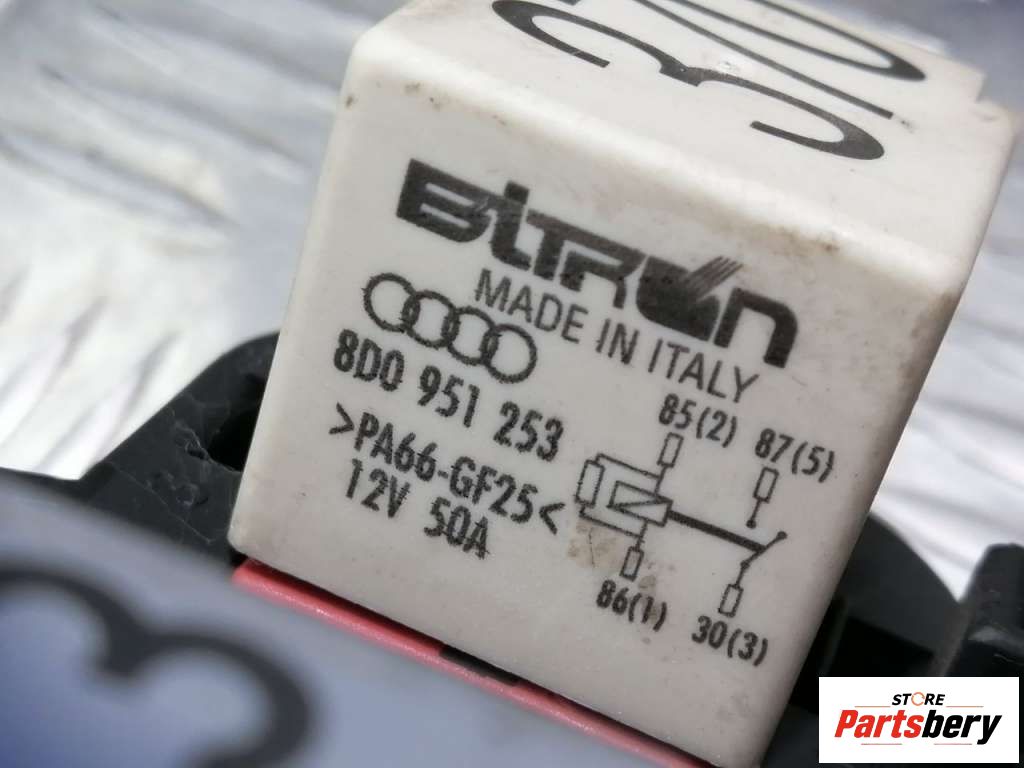 BitRon
MADE IN ITALY
8D0 951 253
>PA66-GF25<
12V 50A
85(2)
87(5)
86(1)
30(3)
STORE
Partsbery